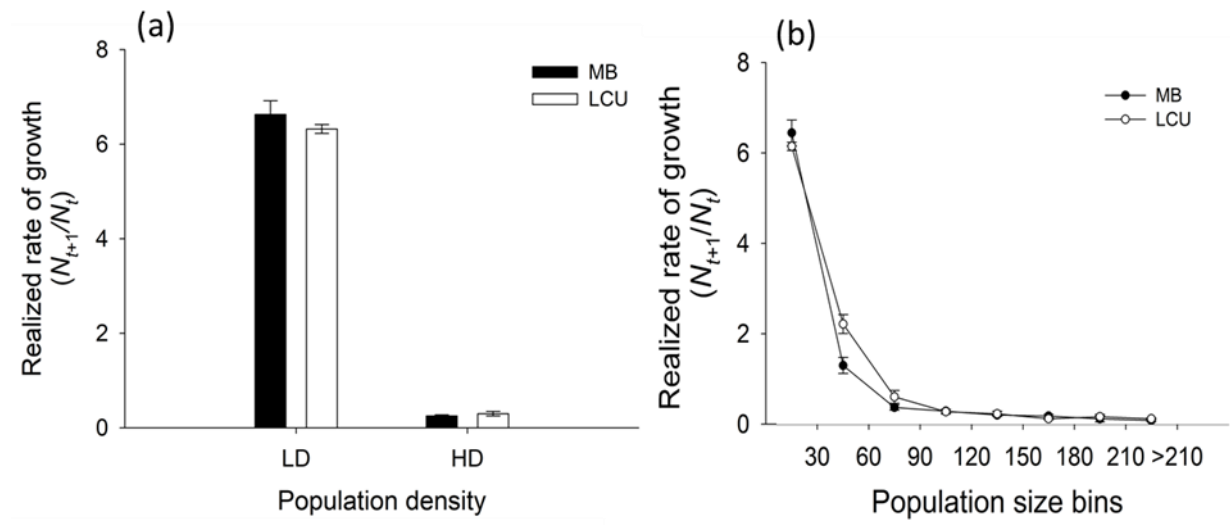 (a)
8
6
4
2
0
Realized rate of growth
(Nt+1/Nt)
MB
LCU
LD HD
Population density
(b)
8
6
4
2
0
Realized rate of growth
(Nt+1/Nt)
MB
LCU
30 60 90 120 150 180 210 >210
Population size bins